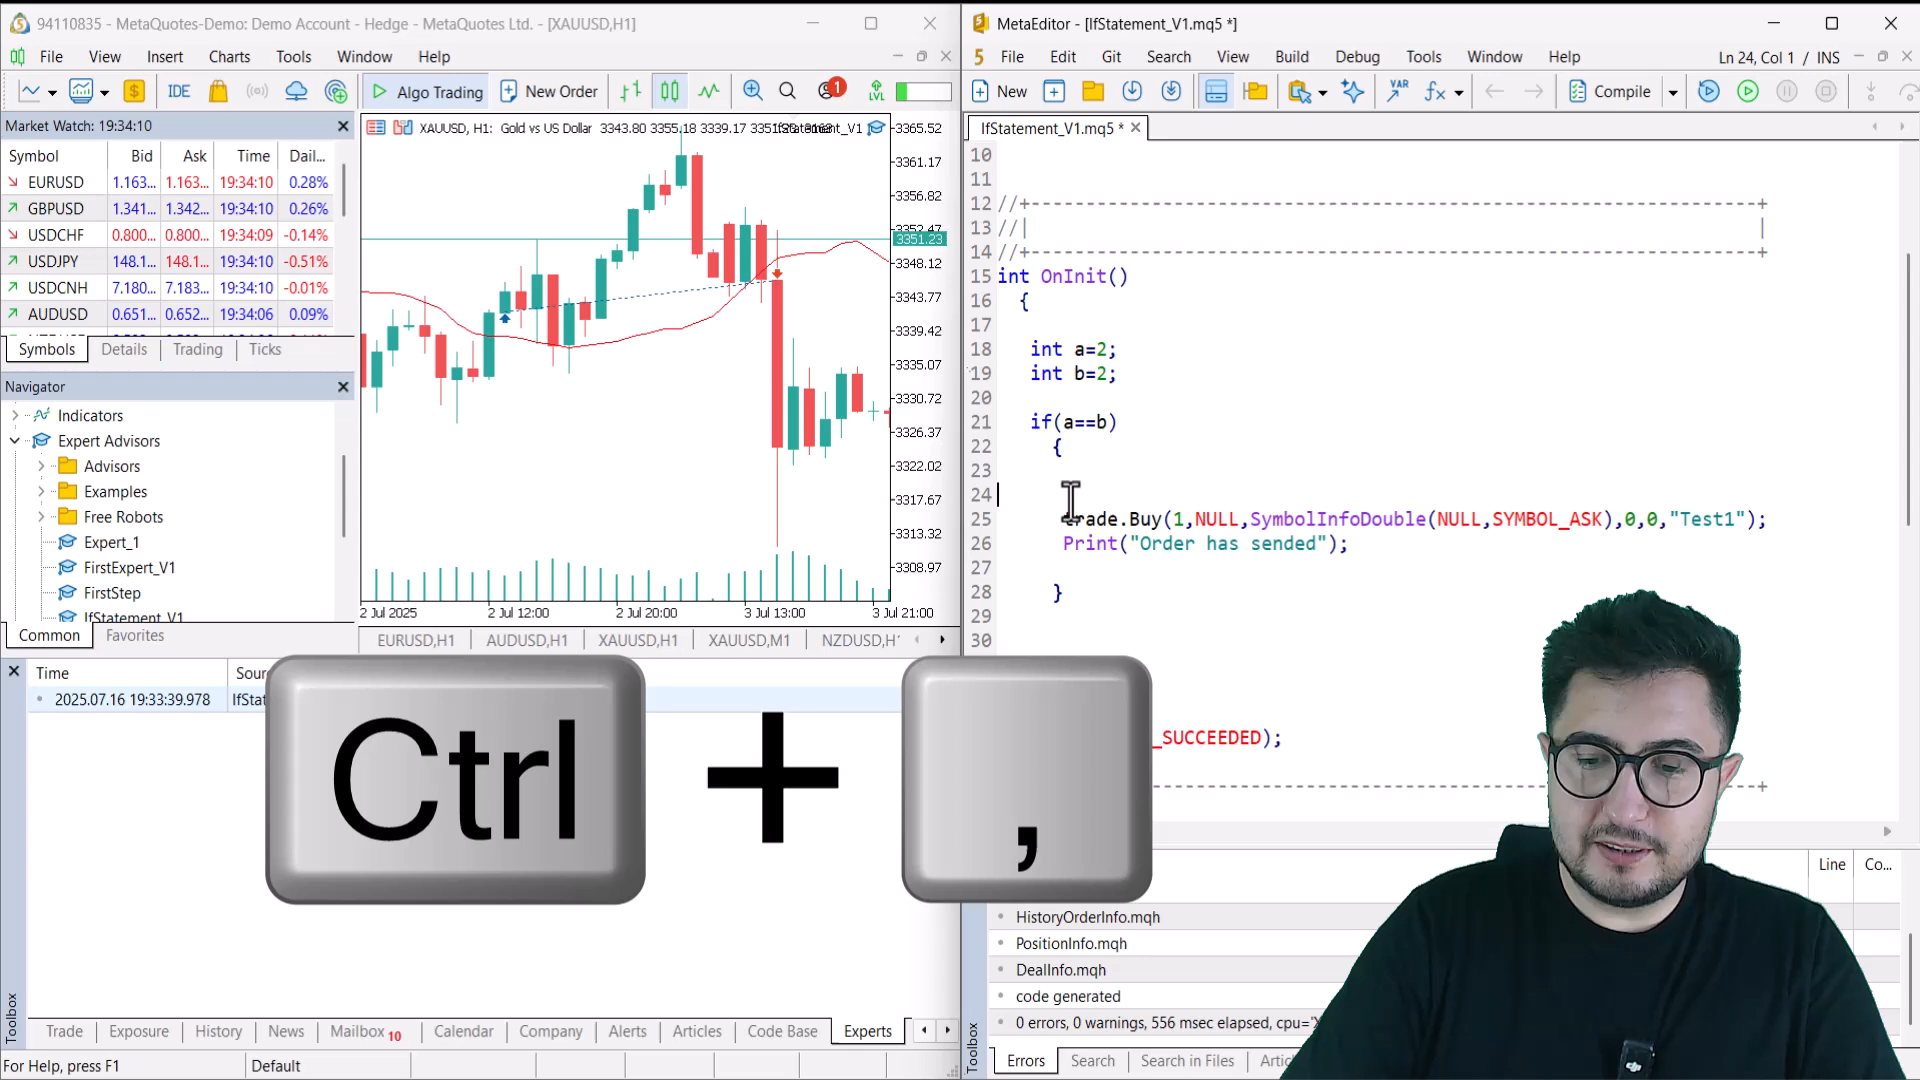 94110835 - MetaQuotes-Demo: Demo Account - Hedge - MetaQuotes Ltd. - [XAUUSD,H1]
File View Insert Charts Tools Window Help
IDE Algo Trading New Order 1 LVL
Market Watch: 19:34:10
Symbol Bid Ask Time Dail...
EURUSD 1.163... 1.163... 19:34:10 0.28%
GBPUSD 1.341... 1.342... 19:34:10 0.26%
USDCHF 0.800... 0.800... 19:34:09 -0.14%
USDJPY 148.1... 148.1... 19:34:10 -0.51%
USDCNH 7.180... 7.183... 19:34:10 -0.01%
AUDUSD 0.651... 0.652... 19:34:06 0.09%
Symbols Details Trading Ticks
Navigator
Indicators
Expert Advisors
Advisors
Examples
Free Robots
Expert_1
FirstExpert_V1
FirstStep
IfStatement_V1
Common Favorites
XAUUSD, H1: Gold vs US Dollar 3343.80 3355.18 3339.17
3365.52
3361.17
3356.82
3352.47
3351.23
3348.12
3343.77
3339.42
3335.07
3330.72
3326.37
3322.02
3317.67
3313.32
3308.97
2 Jul 2025 2 Jul 12:00 2 Jul 20:00 3 Jul 13:00 3 Jul 21:00
EURUSD,H1 AUDUSD,H1 XAUUSD,H1 XAUUSD,M1 NZDUSD,H
Time
2025.07.16 19:33:39.978
Ctrl + ,
Toolbox
Trade Exposure History News Mailbox 10 Calendar Company Alerts Articles Code Base Experts
For Help, press F1 Default
MetaEditor - [IfStatement_V1.mq5 *]
File Edit Git Search View Build Debug Tools Window Help Ln 24, Col 1 / INS
New VAR fx Compile
IfStatement_V1.mq5 *
10
11
12 //+------------------------------------------------------------------+
13 //| |
14 //+------------------------------------------------------------------+
15 int OnInit()
16 {
17
18 int a=2;
19 int b=2;
20
21 if(a==b)
22 {
23
24
25 trade.Buy(1,NULL,SymbolInfoDouble(NULL,SYMBOL_ASK),0,0,"Test1");
26 Print("Order has sended");
27
28 }
29
30
_SUCCEEDED);
Line Co...
HistoryOrderInfo.mqh
PositionInfo.mqh
DealInfo.mqh
code generated
0 errors, 0 warnings, 556 msec elapsed, cpu='X
Toolbox
Errors Search Search in Files